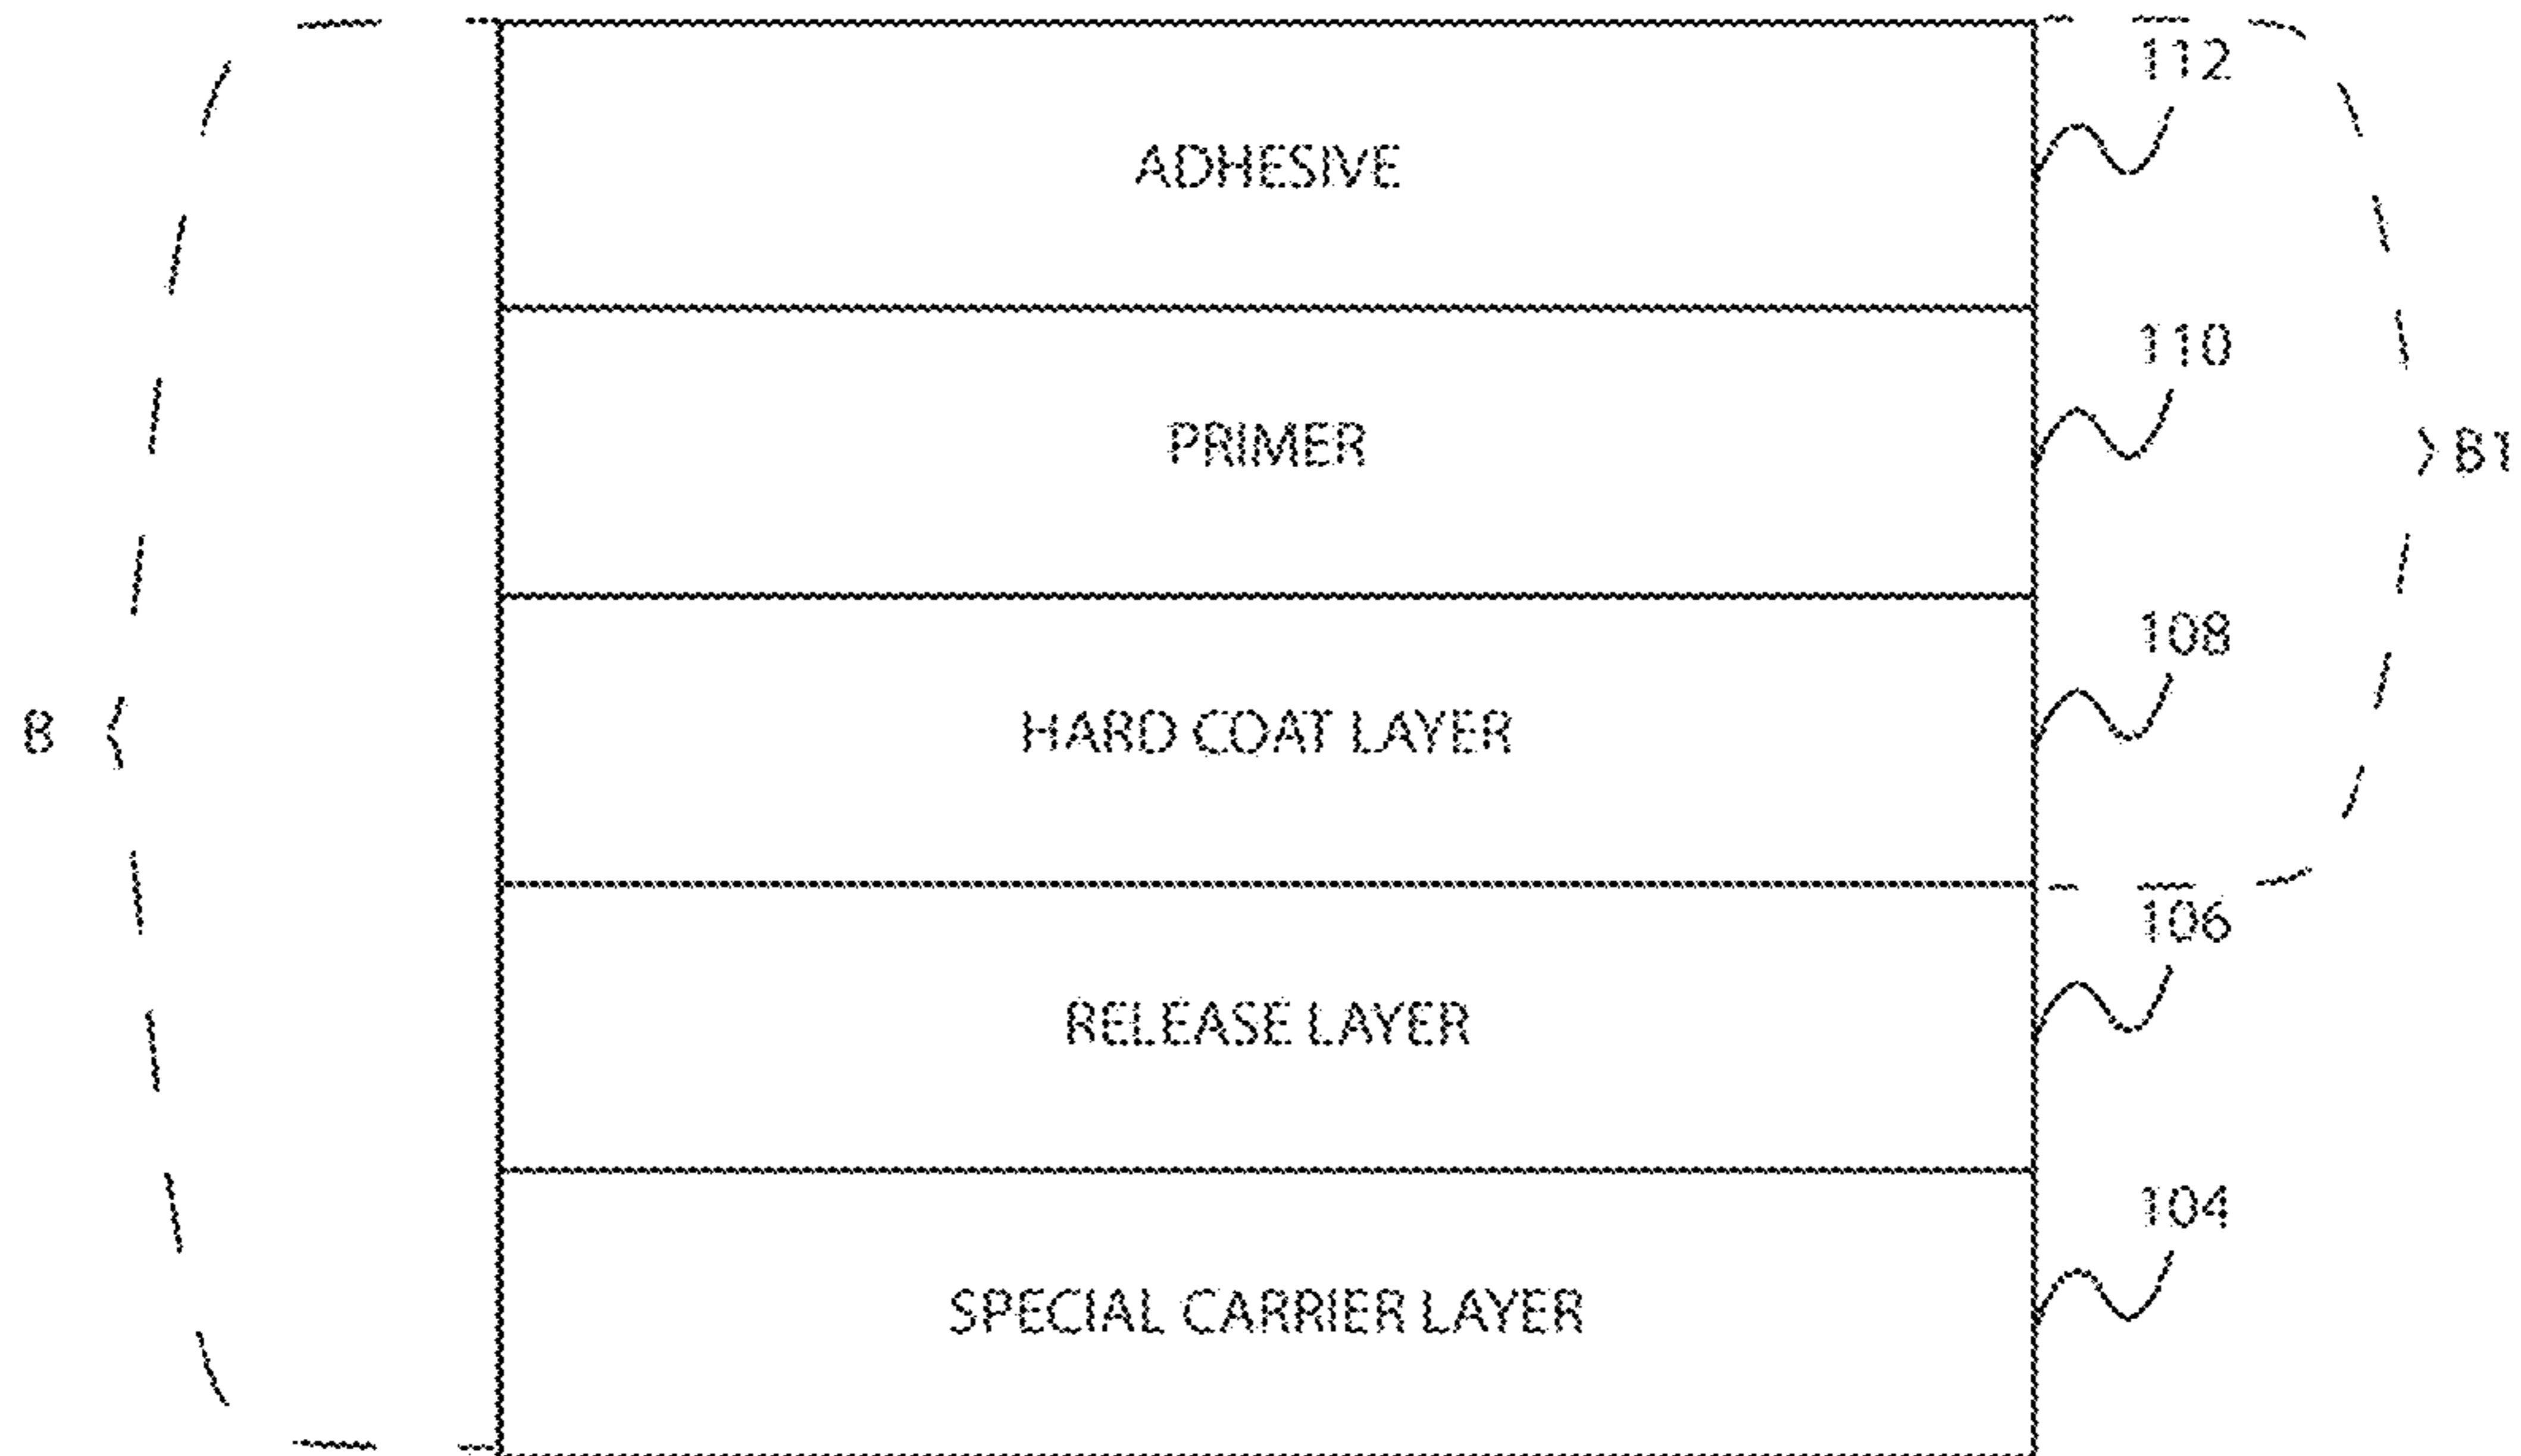 112
ADHESIVE
110
PRIMER
B1
108
HARD COAT LAYER
B
106
RELEASE LAYER
104
SPECIAL CARRIER LAYER